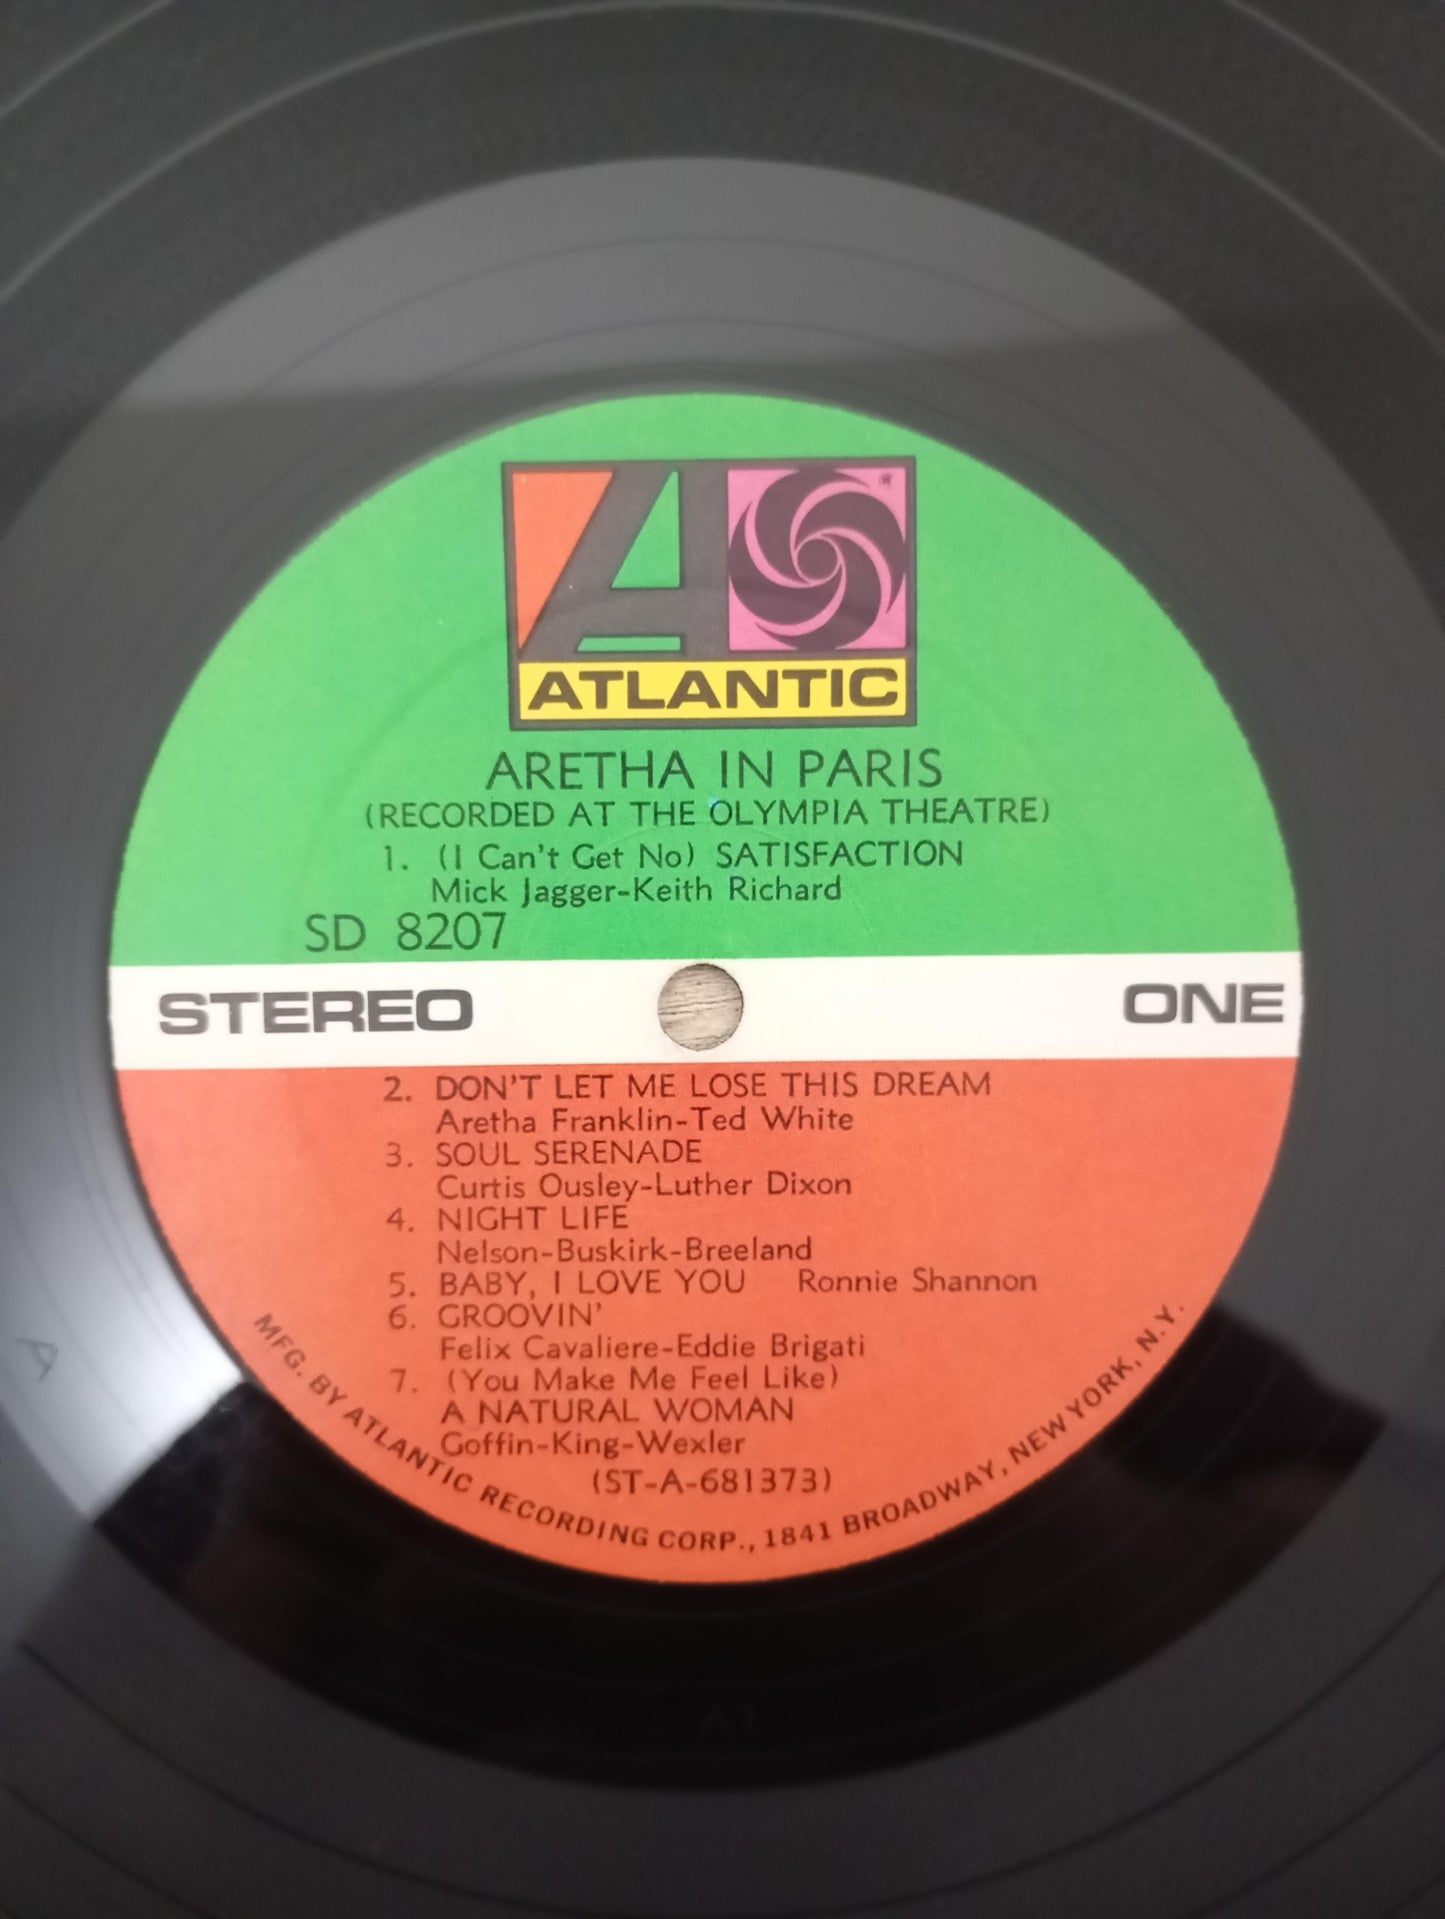 ATLANTIC
ARETHA IN PARIS
(RECORDED AT THE OLYMPIA THEATRE)
1. (I Can't Get No) SATISFACTION
Mick Jagger-Keith Richard
SD 8207
STEREO
ONE
2. DON'T LET ME LOSE THIS DREAM
Aretha Franklin-Ted White
3. SOUL SERENADE
Curtis Ousley-Luther Dixon
4. NIGHT LIFE
Nelson-Buskirk-Breeland
5. BABY, I LOVE YOU Ronnie Shannon
6. GROOVIN'
Felix Cavaliere-Eddie Brigati
7. (You Make Me Feel Like)
A NATURAL WOMAN
Goffin-King-Wexler
(ST-A-681373)
MFG. BY ATLANTIC RECORDING CORP., 1841 BROADWAY, NEW YORK, N.Y.